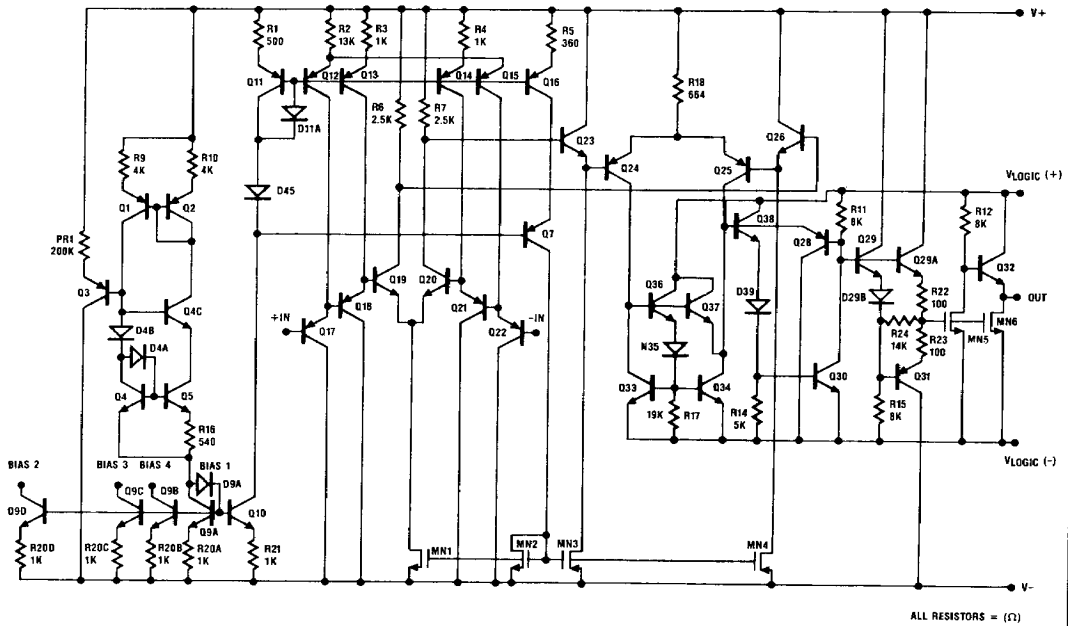 V+
R1
500
R2
13K
R3
1K
R4
1K
R5
360
Q11
Q12
Q13
Q14
Q15
Q16
D11A
R6
2.5K
R7
2.5K
R18
664
Q23
Q24
Q25
Q26
R9
4K
R10
4K
Q1
Q2
D45
PR1
200K
Q3
Q4C
D4B
D4A
Q4
Q5
R16
540
Q7
Q19
Q20
Q18
Q21
Q17
Q22
+IN
-IN
VLOGIC (+)
Q38
Q28
R11
8K
Q29
Q29A
R12
8K
Q32
OUT
Q36
Q37
D39
D29B
R22
100
R24
14K
R23
100
MN5
MN6
N35
Q33
Q34
19K
R17
R14
5K
Q30
R15
8K
Q31
VLOGIC (-)
BIAS 2
BIAS 3
BIAS 4
BIAS 1
D9A
Q9D
Q9C
Q9B
Q9A
Q10
R20D
1K
R20C
1K
R20B
1K
R20A
1K
R21
1K
MN1
MN2
MN3
MN4
V-
ALL RESISTORS = (Ω)